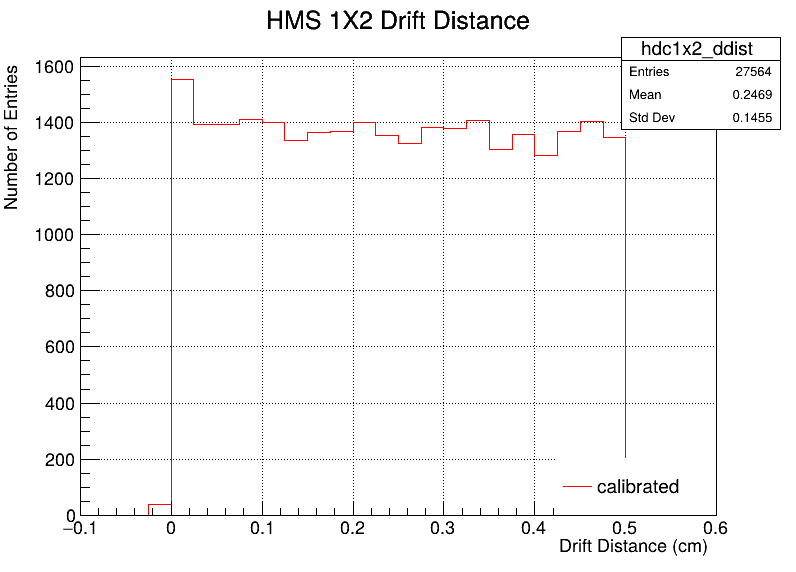 HMS 1X2 Drift Distance
hdc1x2_ddist
Entries 27564
Mean 0.2469
Std Dev 0.1455
Number of Entries
1600
1400
1200
1000
800
600
400
200
0
−0.1 0 0.1 0.2 0.3 0.4 0.5 0.6
calibrated
Drift Distance (cm)